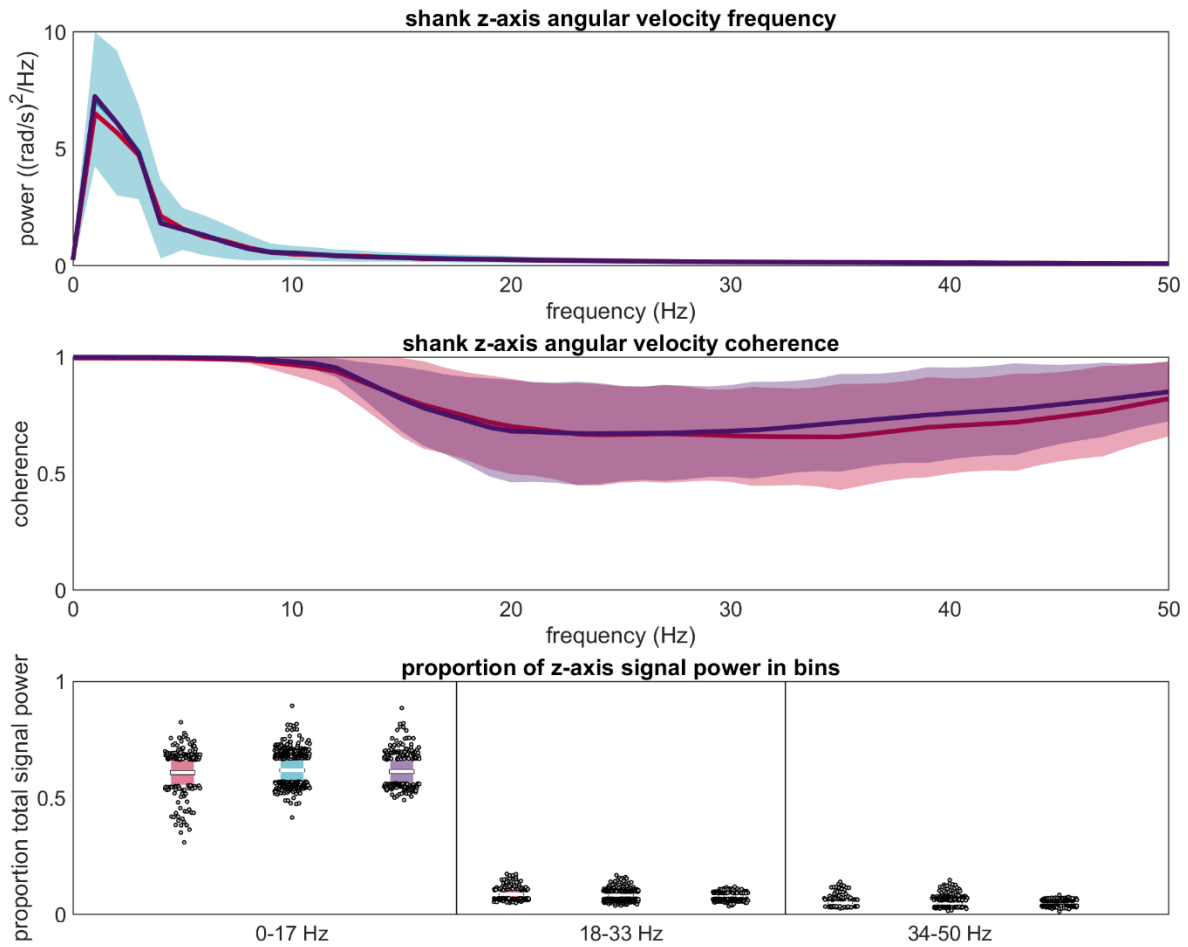 shank z-axis angular velocity frequency
power ((rad/s)^2/Hz)
10
5
0
0 10 20 30 40 50
frequency (Hz)
shank z-axis angular velocity coherence
coherence
1
0.5
0
0 10 20 30 40 50
frequency (Hz)
proportion of z-axis signal power in bins
proportion total signal power
1
0.5
0
0-17 Hz 18-33 Hz 34-50 Hz